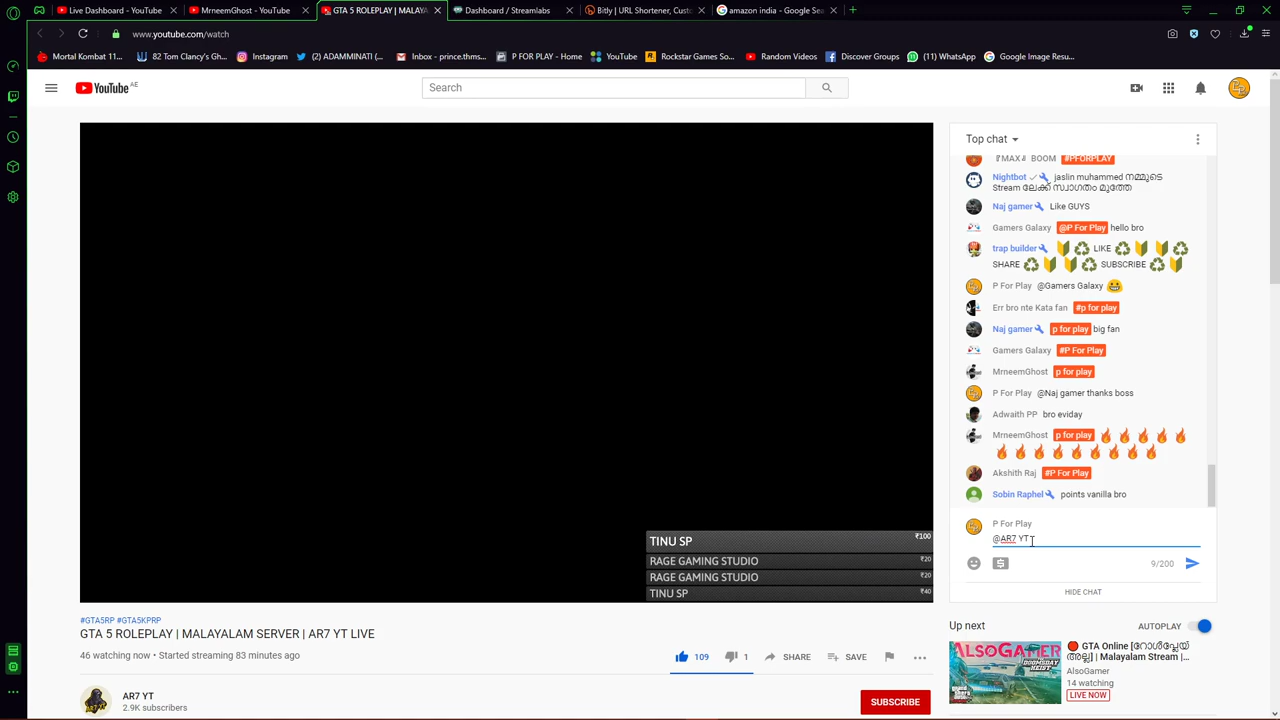 Live Dashboard - YouTube
MrneemGhost - YouTube
GTA 5 ROLEPLAY | MALAYA
Dashboard / Streamlabs
Bitly | URL Shortener, Cust
amazon india - Google Sea
www.youtube.com/watch
Mortal Kombat 11...
82 Tom Clancy's Gh...
Instagram
(2) ADAMMINATI (...
Inbox - prince.thms...
P FOR PLAY - Home
YouTube
Rockstar Games So...
Random Videos
Discover Groups
(11) WhatsApp
Google Image Resu...
YouTube AE
Search
Top chat
『MAX』 BOOM #PFORPLAY
Nightbot jaslin muhammed നമ്മുടെ
Stream ലേക്ക് സ്വാഗതം മുത്തേ
Naj gamer Like GUYS
Gamers Galaxy @P For Play hello bro
trap builder LIKE
SHARE SUBSCRIBE
P For Play @Gamers Galaxy
Err bro nte Kata fan #p for play
Naj gamer p for play big fan
Gamers Galaxy #P For Play
MrneemGhost p for play
P For Play @Naj gamer thanks boss
Adwaith PP bro eviday
MrneemGhost p for play
Akshith Raj #P For Play
Sobin Raphel points vanilla bro
P For Play
@AR7 YT
9/200
HIDE CHAT
TINU SP ₹100
RAGE GAMING STUDIO ₹20
RAGE GAMING STUDIO ₹20
TINU SP ₹40
#GTA5RP #GTA5KPRP
GTA 5 ROLEPLAY | MALAYALAM SERVER | AR7 YT LIVE
46 watching now • Started streaming 83 minutes ago
109
1
SHARE
SAVE
AR7 YT
2.9K subscribers
SUBSCRIBE
Up next
AUTOPLAY
ALSOGAMER
DOOMSDAY
HEIST
GTA Online [റോൾപ്ലേയ്
അല്ല] | Malayalam Stream |...
AlsoGamer
14 watching
LIVE NOW